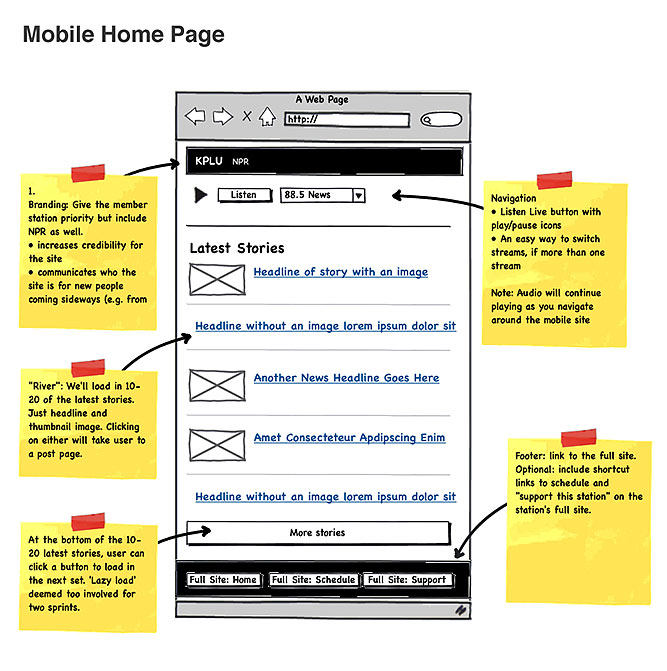 Mobile Home Page
A Web Page
http://
KPLU NPR
Listen
88.5 News
Latest Stories
Headline of story with an image
Headline without an image lorem ipsum dolor sit
Another News Headline Goes Here
Amet Consecteteur Apdipscing Enim
Headline without an image lorem ipsum dolor sit
More stories
Full Site: Home
Full Site: Schedule
Full Site: Support
1.
Branding: Give the member
station priority but include
NPR as well.
• increases credibility for
the site
• communicates who the
site is for new people
coming sideways (e.g. from
"River": We'll load in 10-
20 of the latest stories.
Just headline and
thumbnail image. Clicking
on either will take user to
a post page.
At the bottom of the 10-
20 latest stories, user can
click a button to load in
the next set. 'Lazy load'
deemed too involved for
two sprints.
Navigation
• Listen Live button with
play/pause icons
• An easy way to switch
streams, if more than one
stream
Note: Audio will continue
playing as you navigate
around the mobile site
Footer: link to the full site.
Optional: include shortcut
links to schedule and
"support this station" on the
station's full site.